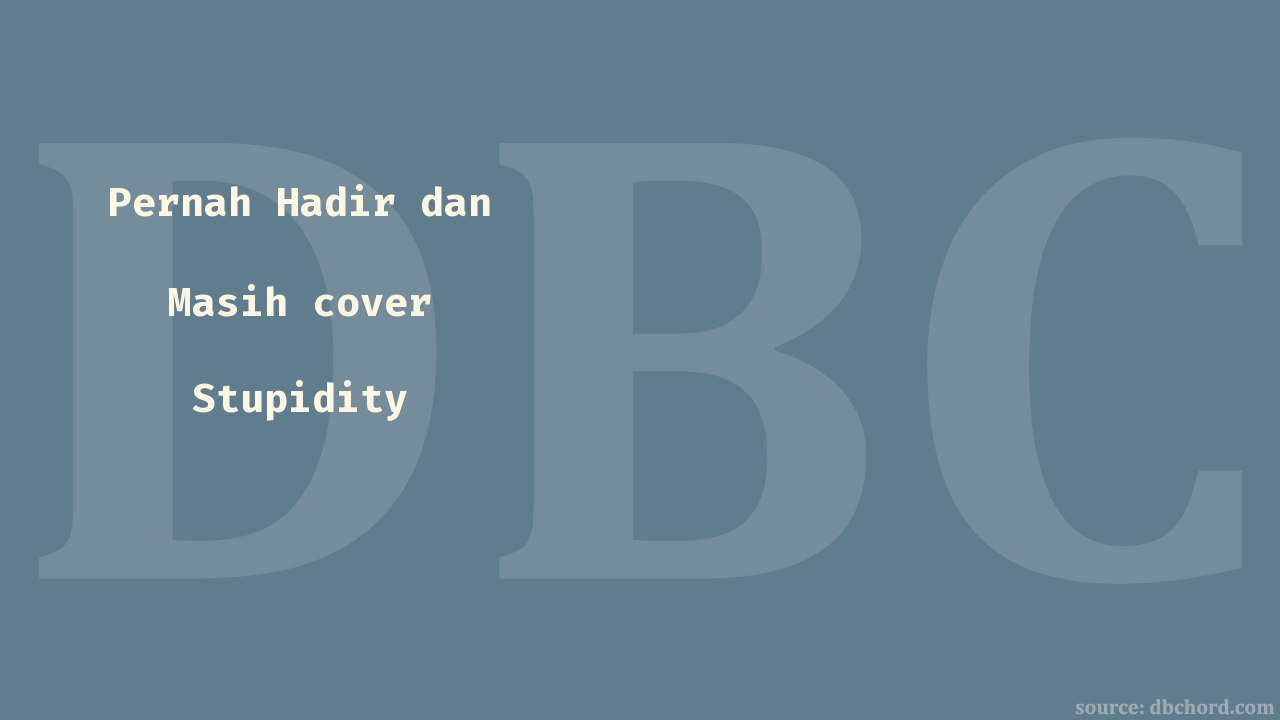 DBC
Pernah Hadir dan
Masih cover
Stupidity
source: dbchord.com